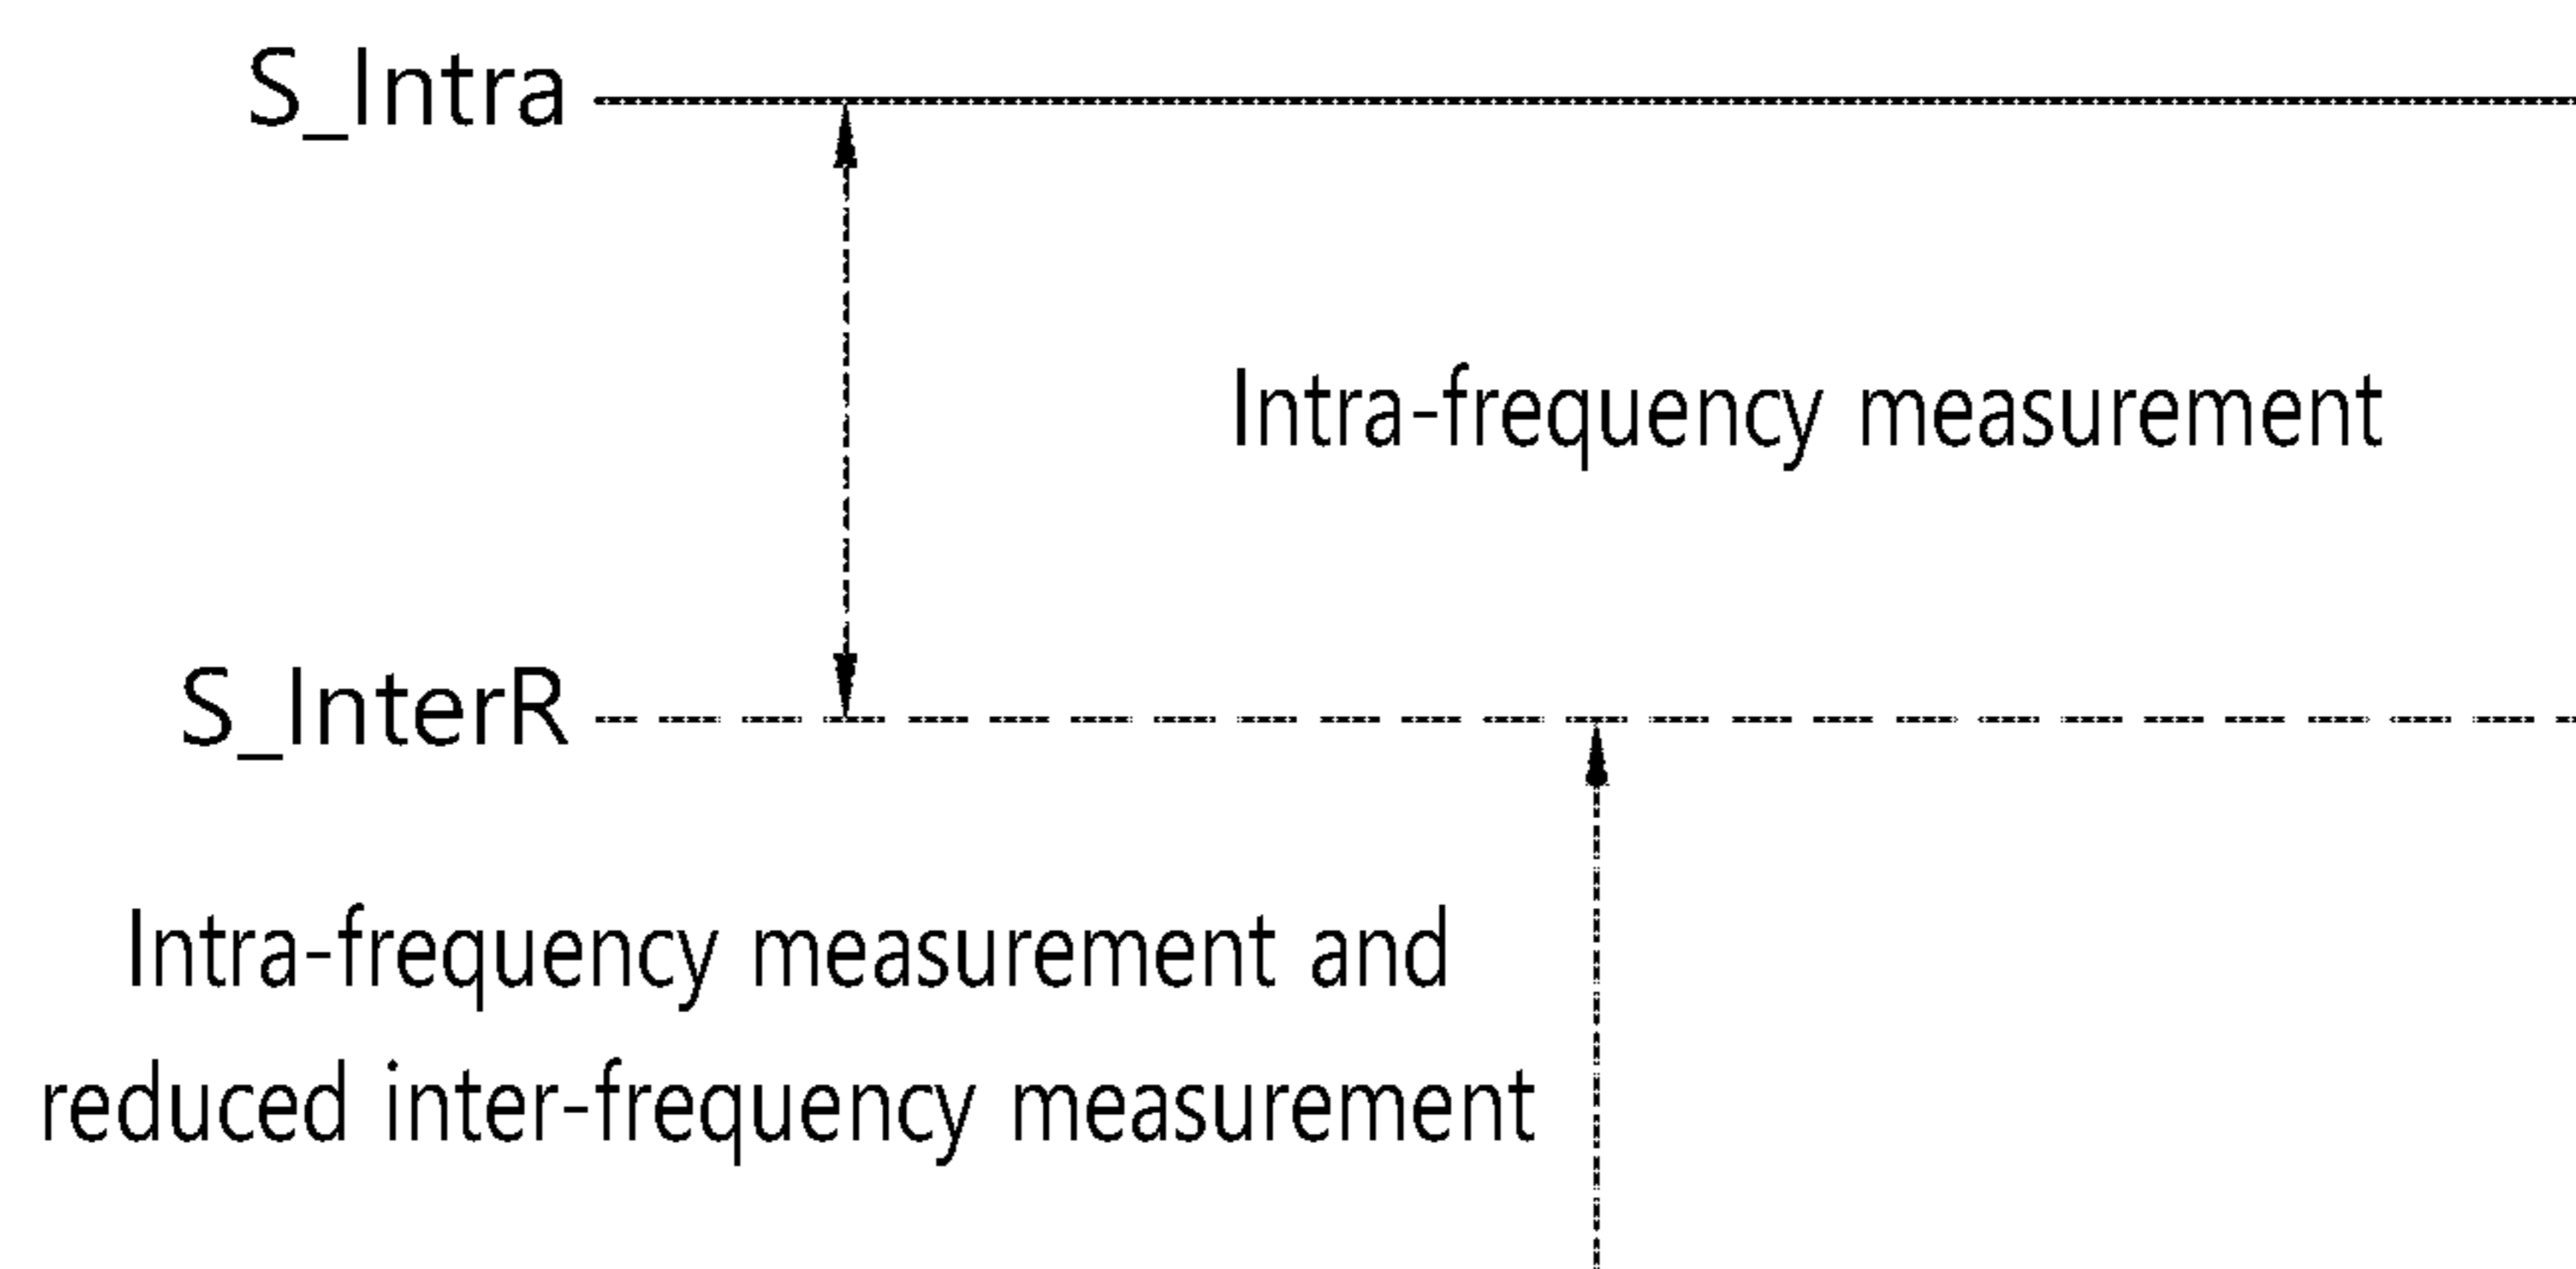 S_Intra
Intra-frequency measurement
S_InterR
Intra-frequency measurement and
reduced inter-frequency measurement